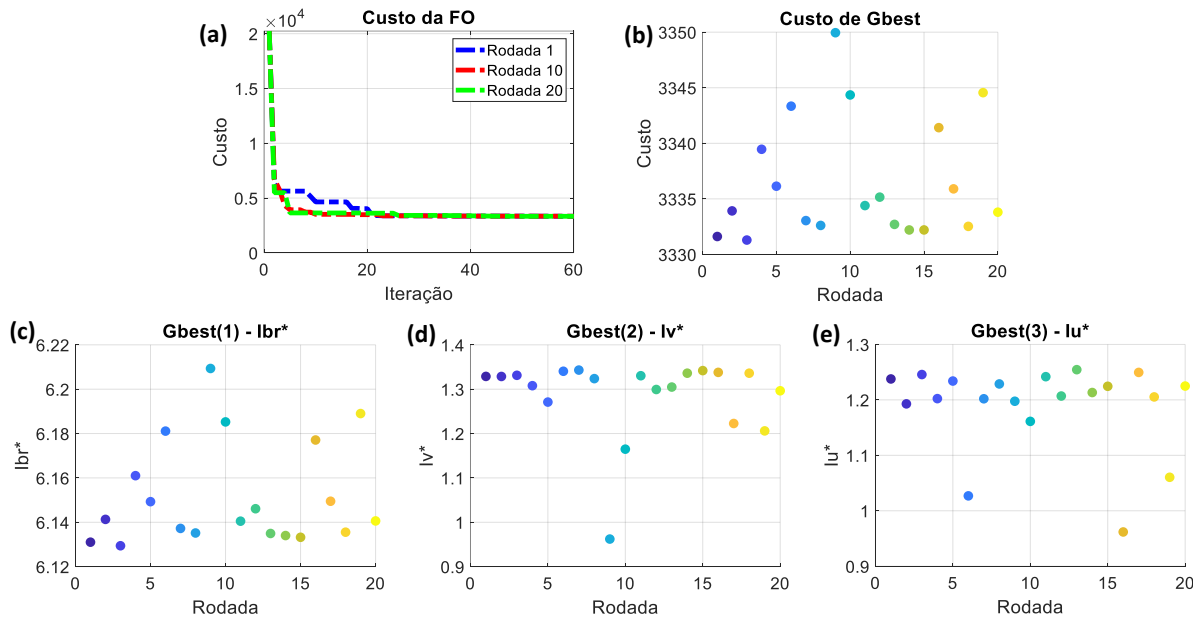 (a)
×10⁴
Custo da FO
2
1.5
1
0.5
0
Custo
0
20
40
60
Iteração
Rodada 1
Rodada 10
Rodada 20
(b)
Custo de Gbest
3350
3345
3340
3335
3330
Custo
0
5
10
15
20
Rodada
(c)
Gbest(1) - Ibr*
6.22
6.2
6.18
6.16
6.14
6.12
Ibr*
0
5
10
15
20
Rodada
(d)
Gbest(2) - Iv*
1.4
1.3
1.2
1.1
1
0.9
Iv*
0
5
10
15
20
Rodada
(e)
Gbest(3) - Iu*
1.3
1.2
1.1
1
0.9
Iu*
0
5
10
15
20
Rodada